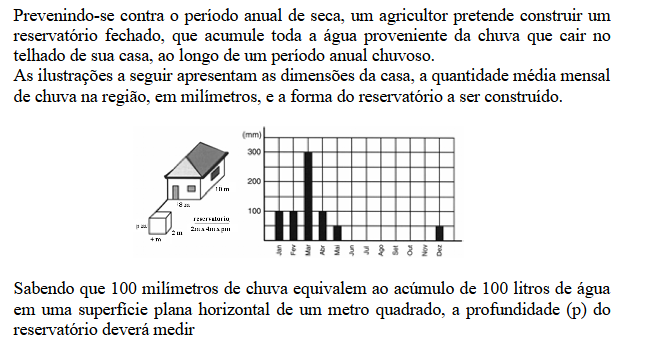 Prevenindo-se contra o período anual de seca, um agricultor pretende construir um
reservatório fechado, que acumule toda a água proveniente da chuva que cair no
telhado de sua casa, ao longo de um período anual chuvoso.
As ilustrações a seguir apresentam as dimensões da casa, a quantidade média mensal
de chuva na região, em milímetros, e a forma do reservatório a ser construído.
(mm)
300
200
100
Jan
Fev
Mar
Abr
Mai
Jun
Jul
Ago
Set
Out
Nov
Dez
10 m
8 m
p m
2 m
4 m
reservatorio
2m x 4m x pm
Sabendo que 100 milímetros de chuva equivalem ao acúmulo de 100 litros de água
em uma superfície plana horizontal de um metro quadrado, a profundidade (p) do
reservatório deverá medir